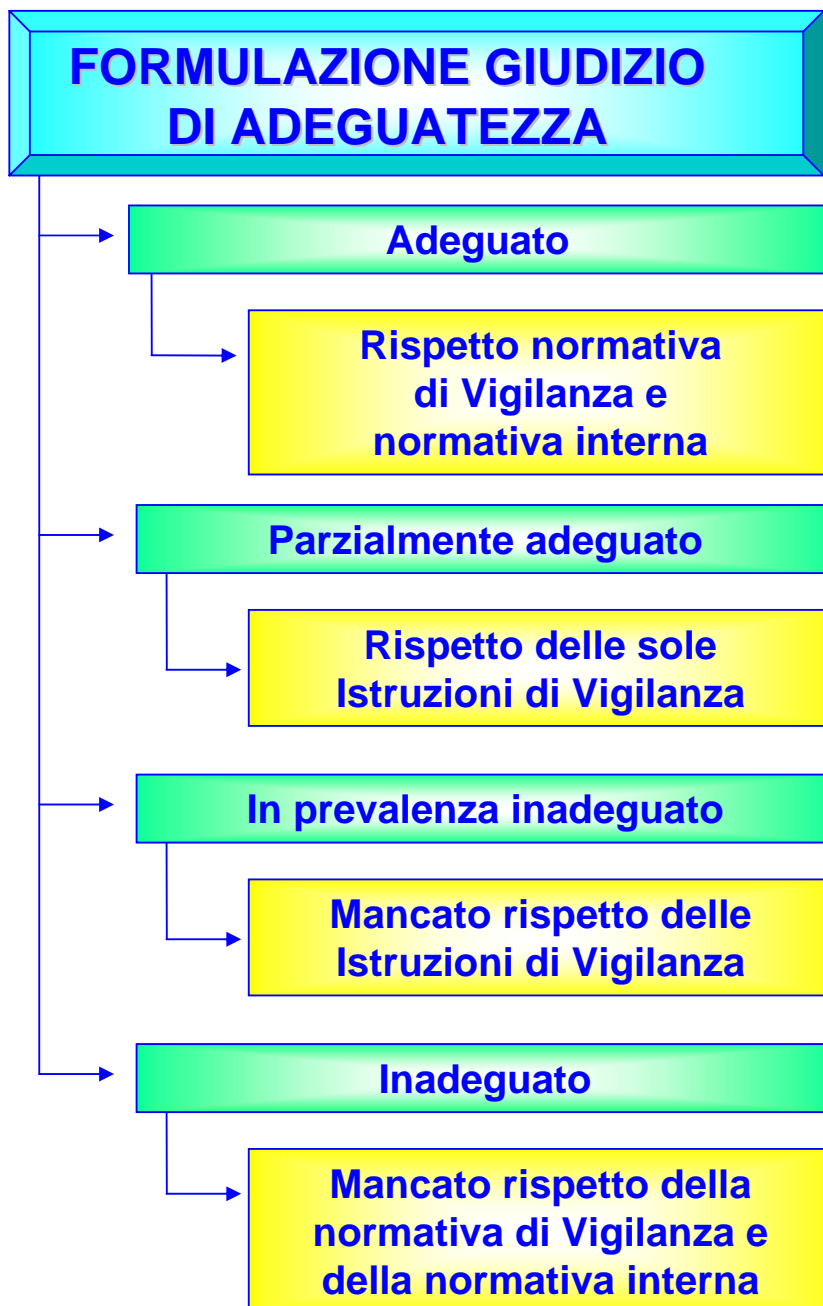 FORMULAZIONE GIUDIZIO
DI ADEGUATEZZA
Adeguato
Rispetto normativa
di Vigilanza e
normativa interna
Parzialmente adeguato
Rispetto delle sole
Istruzioni di Vigilanza
In prevalenza inadeguato
Mancato rispetto delle
Istruzioni di Vigilanza
Inadeguato
Mancato rispetto della
normativa di Vigilanza e
della normativa interna